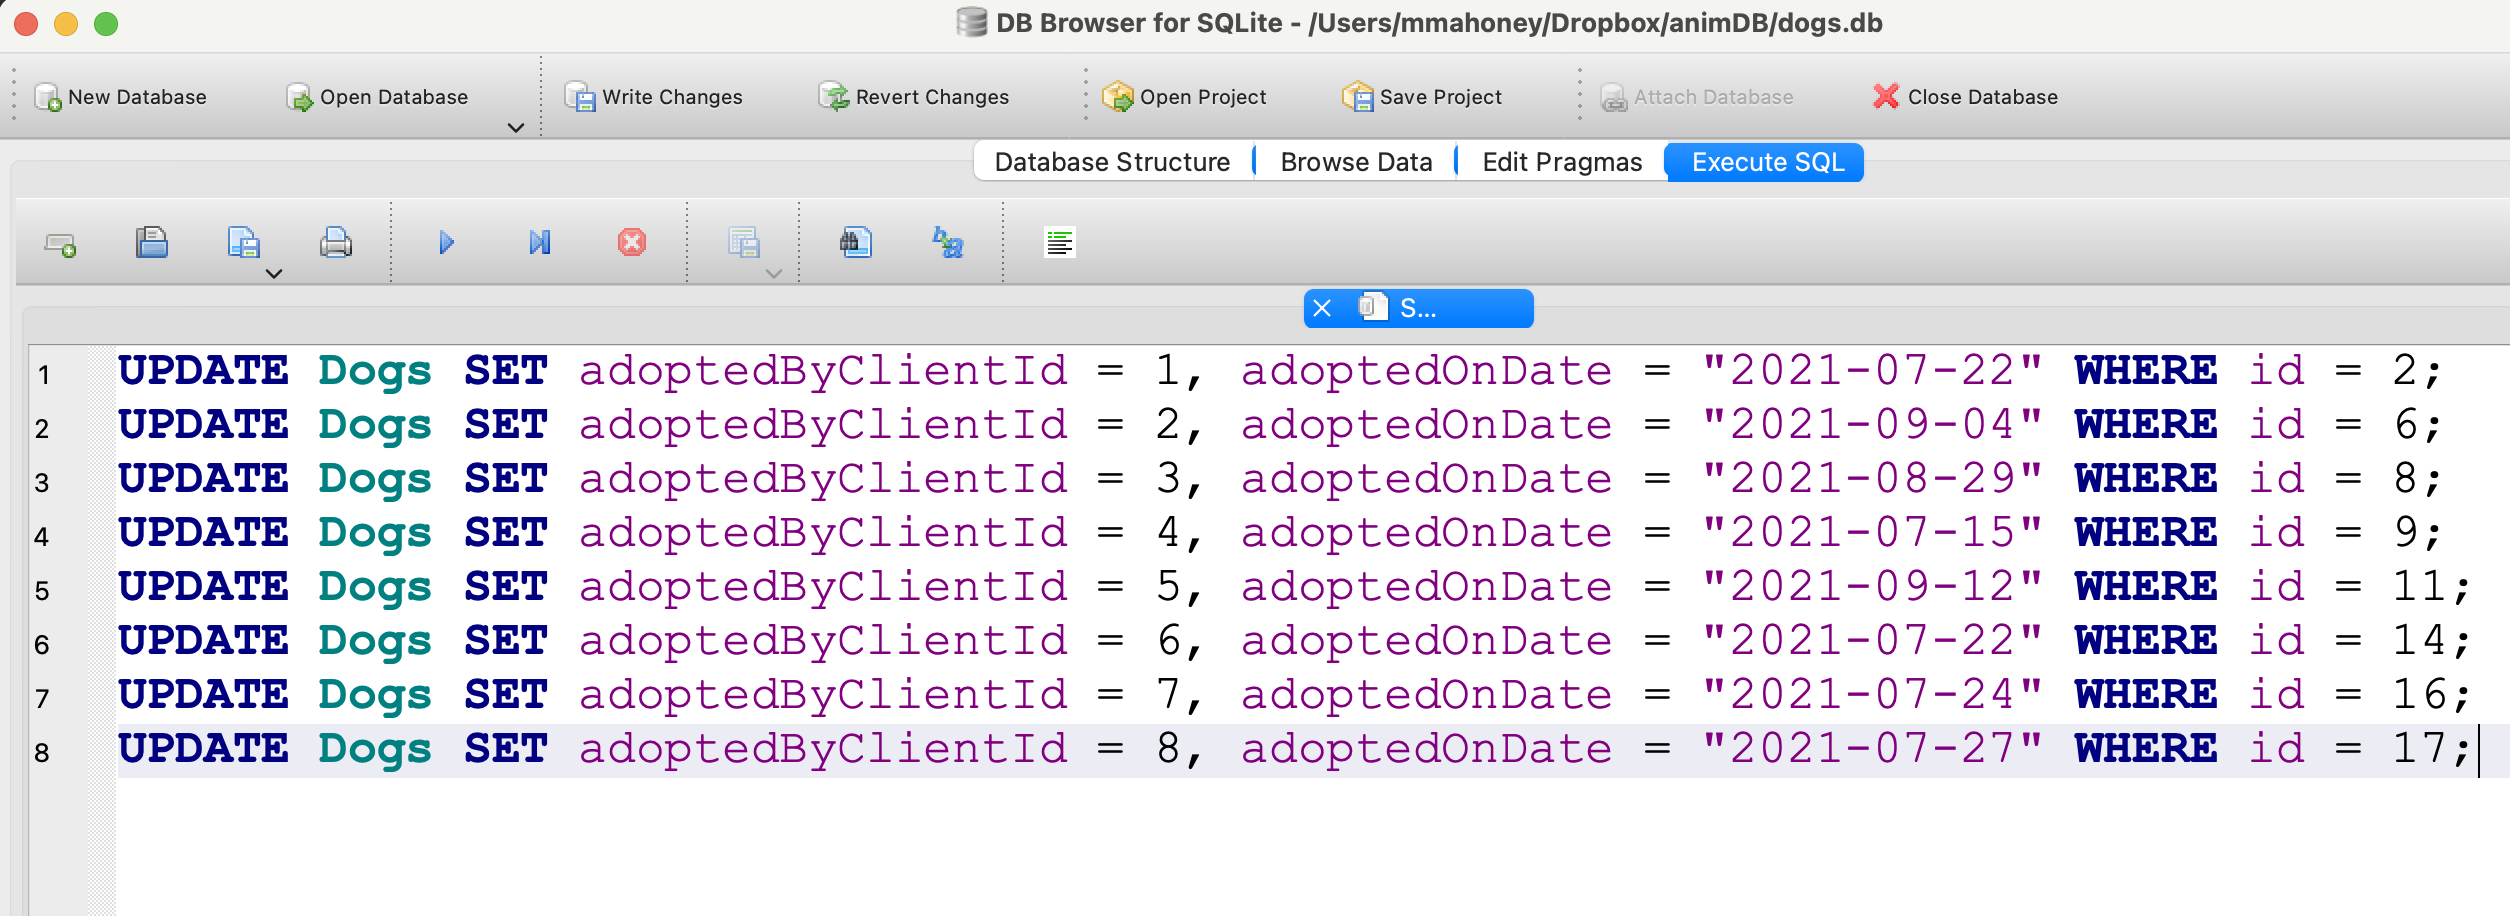 DB Browser for SQLite - /Users/mmahoney/Dropbox/animDB/dogs.db
New Database Open Database Write Changes Revert Changes Open Project Save Project Attach Database Close Database
Database Structure Browse Data Edit Pragmas Execute SQL
S...
1 UPDATE Dogs SET adoptedByClientId = 1, adoptedOnDate = "2021-07-22" WHERE id = 2;
2 UPDATE Dogs SET adoptedByClientId = 2, adoptedOnDate = "2021-09-04" WHERE id = 6;
3 UPDATE Dogs SET adoptedByClientId = 3, adoptedOnDate = "2021-08-29" WHERE id = 8;
4 UPDATE Dogs SET adoptedByClientId = 4, adoptedOnDate = "2021-07-15" WHERE id = 9;
5 UPDATE Dogs SET adoptedByClientId = 5, adoptedOnDate = "2021-09-12" WHERE id = 11;
6 UPDATE Dogs SET adoptedByClientId = 6, adoptedOnDate = "2021-07-22" WHERE id = 14;
7 UPDATE Dogs SET adoptedByClientId = 7, adoptedOnDate = "2021-07-24" WHERE id = 16;
8 UPDATE Dogs SET adoptedByClientId = 8, adoptedOnDate = "2021-07-27" WHERE id = 17;